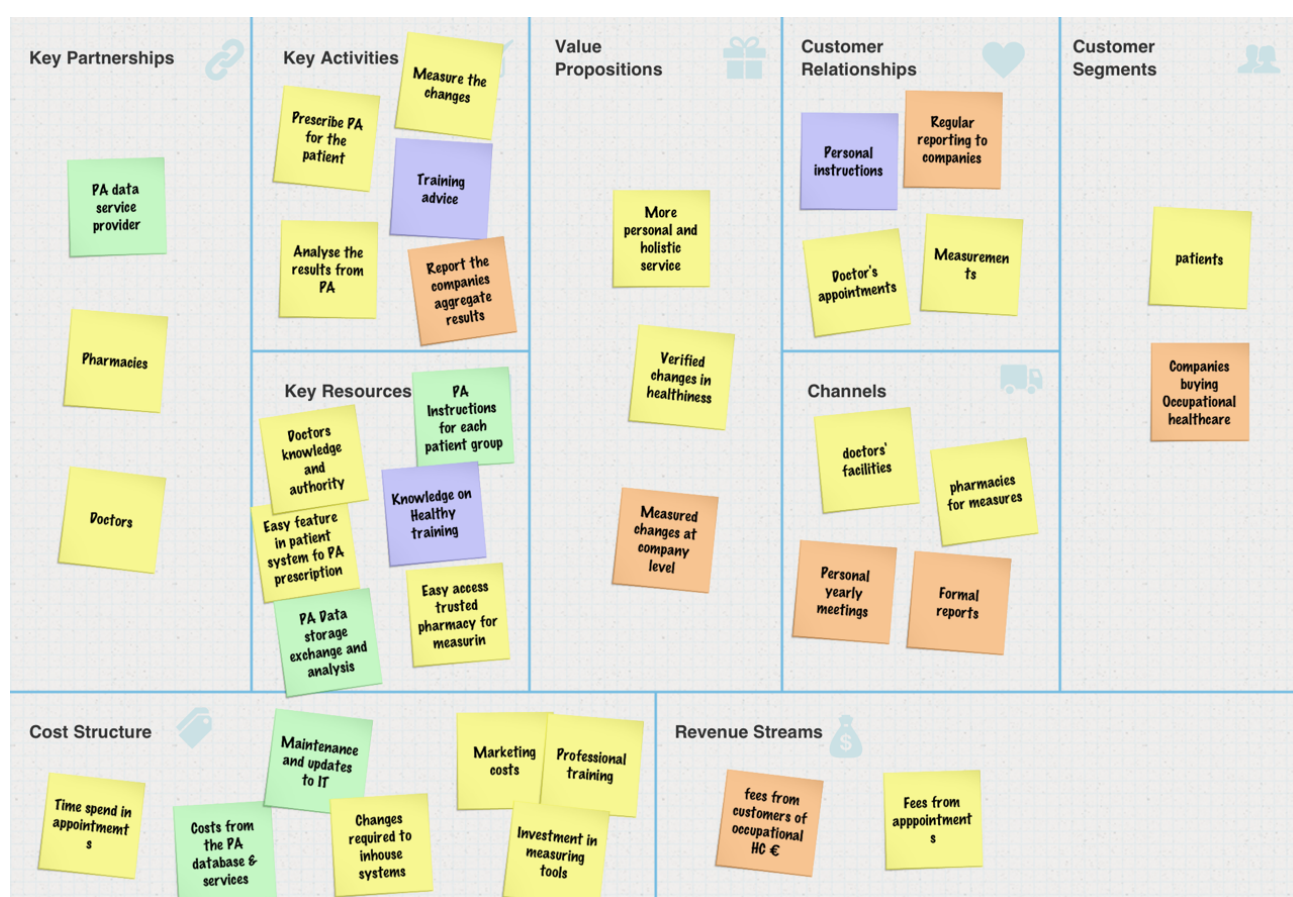 Key Partnerships
PA data
service
provider
Pharmacies
Doctors
Key Activities
Measure the
changes
Prescribe PA
for the
patient
Training
advice
Analyse the
results from
PA
Report the
companies
aggregate
results
Key Resources
PA
Instructions
for each
patient group
Doctors
knowledge
and
authority
Knowledge on
Healthy
training
Easy feature
in patient
system fo PA
prescription
Easy access
trusted
pharmacy for
measurin
PA Data
storage
exchange and
analysis
Value
Propositions
More
personal and
holistic
service
Verified
changes in
healthiness
Measured
changes at
company
level
Customer
Relationships
Personal
instructions
Regular
reporting to
companies
Doctor's
appointments
Measuremen
ts
Channels
doctors'
facilities
pharmacies
for measures
Personal
yearly
meetings
Formal
reports
Customer
Segments
patients
Companies
buying
Occupational
healthcare
Cost Structure
Time spend in
appointmemt
s
Costs from
the PA
database &
services
Maintenance
and updates
to IT
Changes
required to
inhouse
systems
Marketing
costs
Professional
training
Investment in
measuring
tools
Revenue Streams
$
fees from
customers of
occupational
HC €
Fees from
apppointment
s